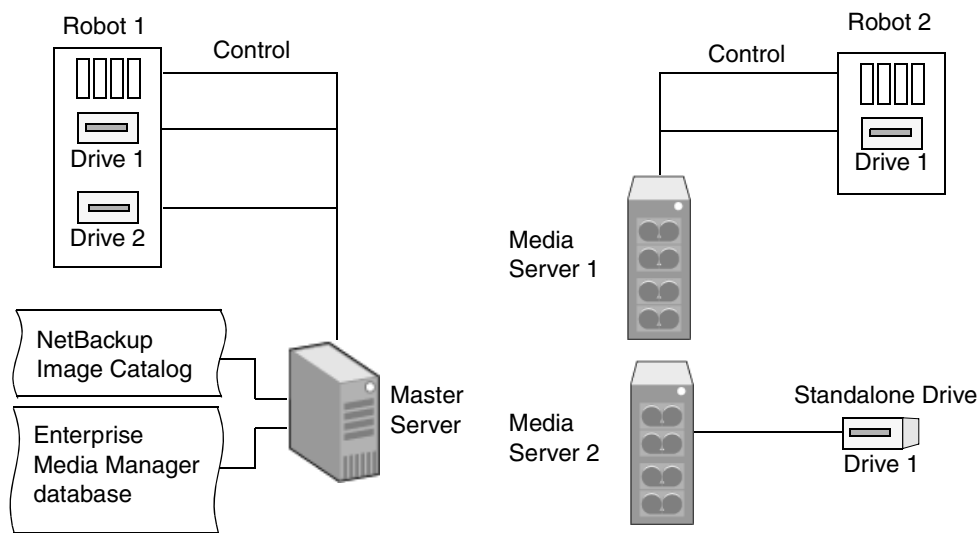 Robot 1
Control
Drive 1
Drive 2
NetBackup
Image Catalog
Enterprise
Media Manager
database
Master
Server
Robot 2
Control
Drive 1
Media
Server 1
Media
Server 2
Standalone Drive
Drive 1